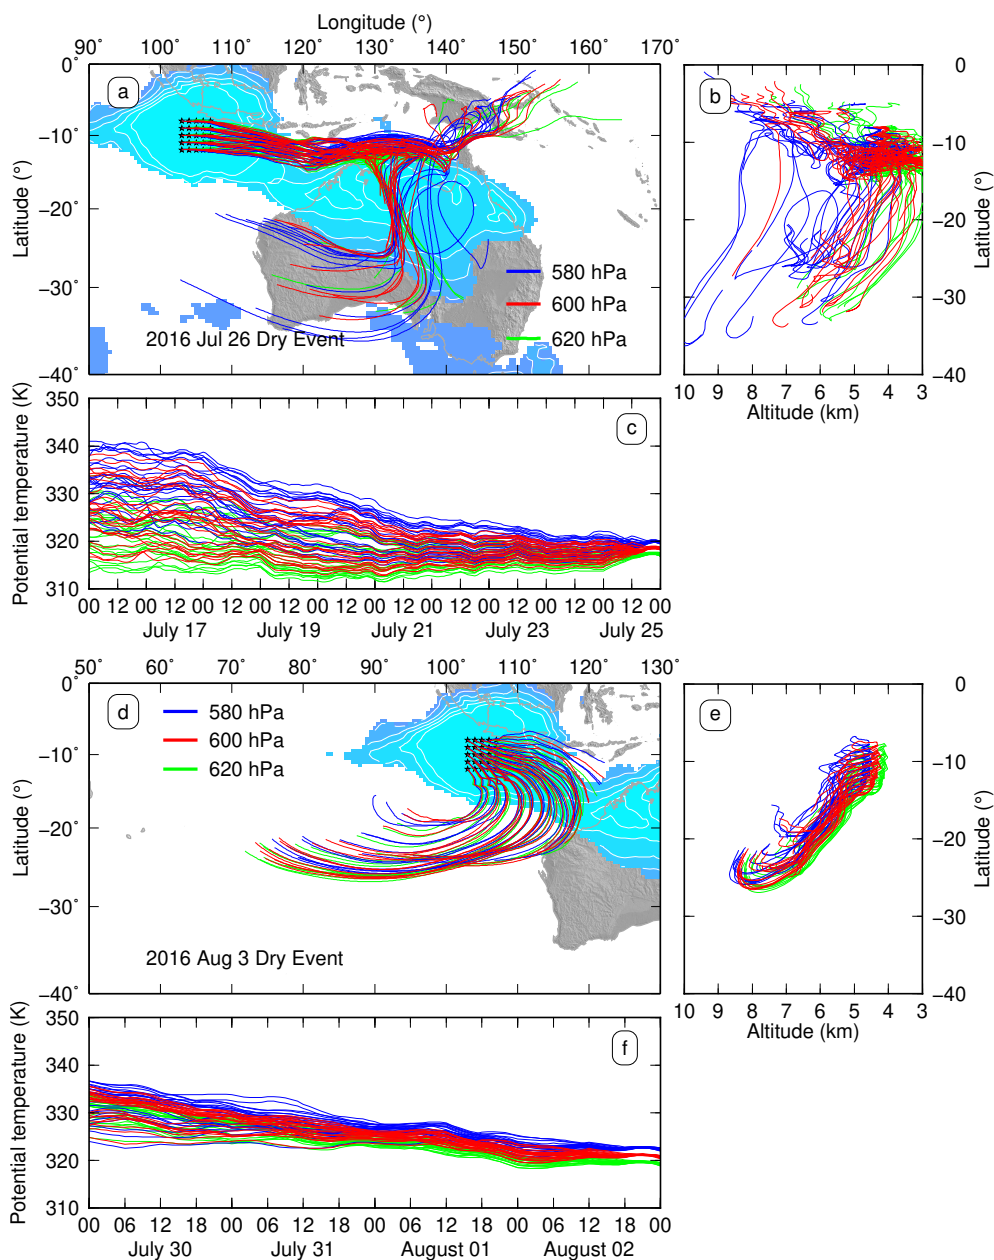 Longitude (°)
90° 100° 110° 120° 130° 140° 150° 160° 170°
0° −10° −20° −30° −40°
Latitude (°)
a
2016 Jul 26 Dry Event
580 hPa
600 hPa
620 hPa
b
0 −10 −20 −30 −40
Latitude (°)
10 9 8 7 6 5 4 3
Altitude (km)
Potential temperature (K)
350 340 330 320 310
c
00 12 00 12 00 12 00 12 00 12 00 12 00 12 00 12 00 12 00 12 00
July 17 July 19 July 21 July 23 July 25
50° 60° 70° 80° 90° 100° 110° 120° 130°
0° −10° −20° −30° −40°
Latitude (°)
d
580 hPa
600 hPa
620 hPa
2016 Aug 3 Dry Event
e
0 −10 −20 −30 −40
Latitude (°)
10 9 8 7 6 5 4 3
Altitude (km)
Potential temperature (K)
350 340 330 320 310
f
00 06 12 18 00 06 12 18 00 06 12 18 00 06 12 18 00
July 30 July 31 August 01 August 02